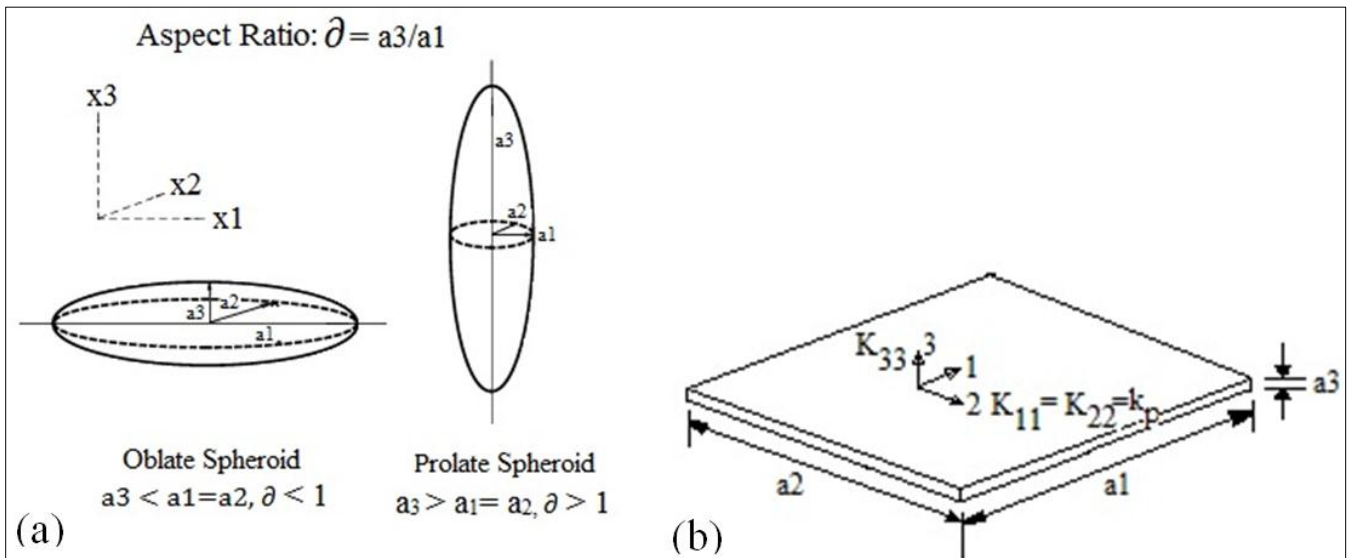 Aspect Ratio: ∂ = a3/a1
x3
x2
x1
a3
a2
a1
a3
a2
a1
Oblate Spheroid
a3 < a1=a2, ∂ < 1
Prolate Spheroid
a3 > a1= a2, ∂ > 1
(a)
K33 3
1
2 K11= K22=kp
a3
a2
a1
(b)